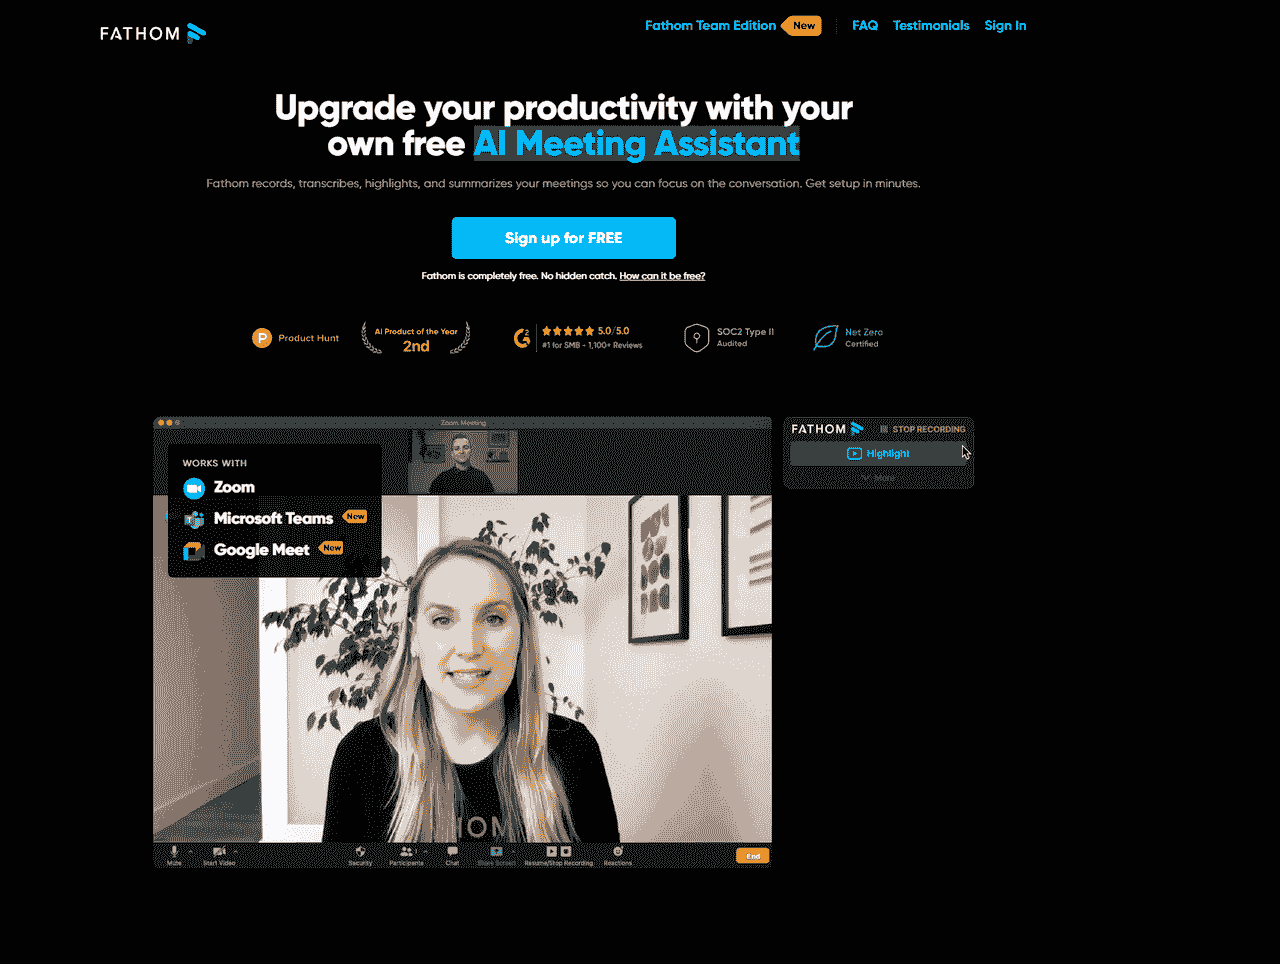 FATHOM
Fathom Team Edition New FAQ Testimonials Sign In
Upgrade your productivity with your
own free AI Meeting Assistant
Fathom records, transcribes, highlights, and summarizes your meetings so you can focus on the conversation. Get setup in minutes.
Sign up for FREE
Fathom is completely free. No hidden catch. How can it be free?
P Product Hunt
AI Product of the Year
2nd
G2
5.0/5.0
#1 for SMB - 1,100+ Reviews
SOC2 Type II
Audited
Net Zero
Certified
Zoom Meeting
WORKS WITH
Zoom
Microsoft Teams New
Google Meet New
FATHOM STOP RECORDING
Highlight
More
HOM
Mute Start Video Security Participants Chat Share Screen Resume/Stop Recording Reactions End